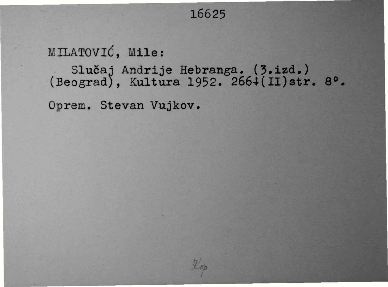 16625
MILATOVIĆ, Mile:
Slučaj Andrije Hebranga. (3.izd.)
(Beograd), Kultura 1952. 266+(II)str. 8°.
Oprem. Stevan Vujkov.